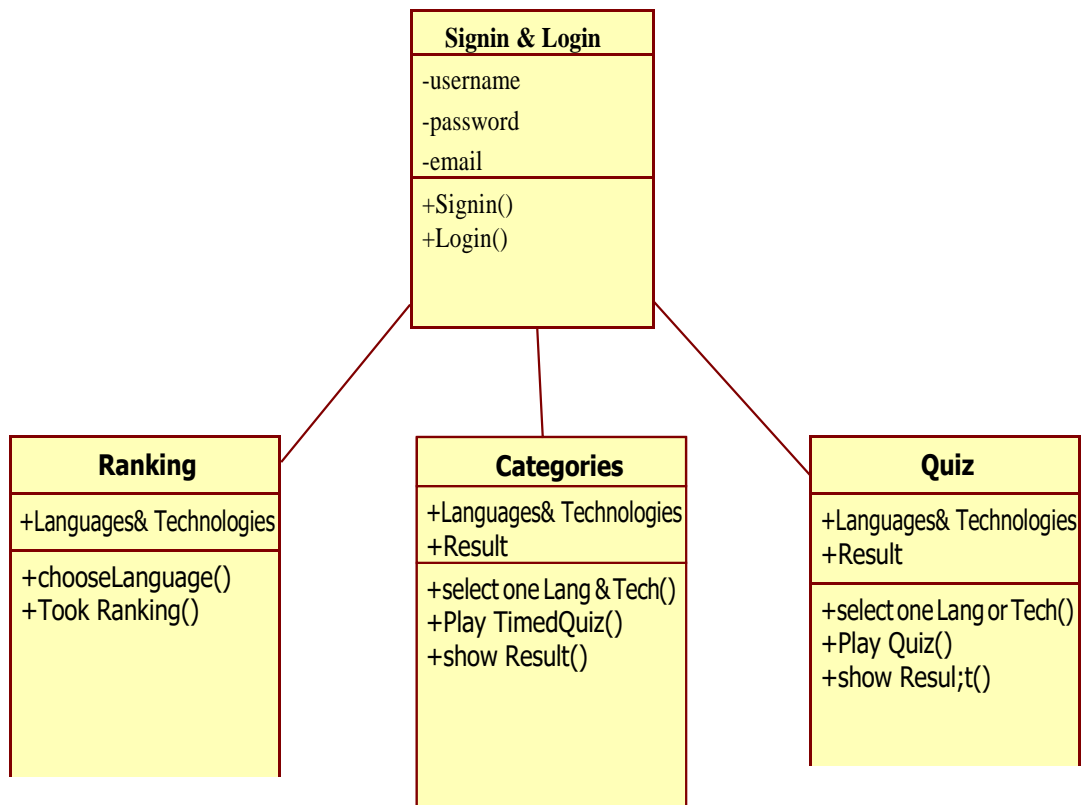 Signin & Login
-username
-password
-email
+Signin()
+Login()
Ranking
+Languages& Technologies
+chooseLanguage()
+Took Ranking()
Categories
+Languages& Technologies
+Result
+select one Lang & Tech()
+Play TimedQuiz()
+show Result()
Quiz
+Languages& Technologies
+Result
+select one Lang or Tech()
+Play Quiz()
+show Resul;t()